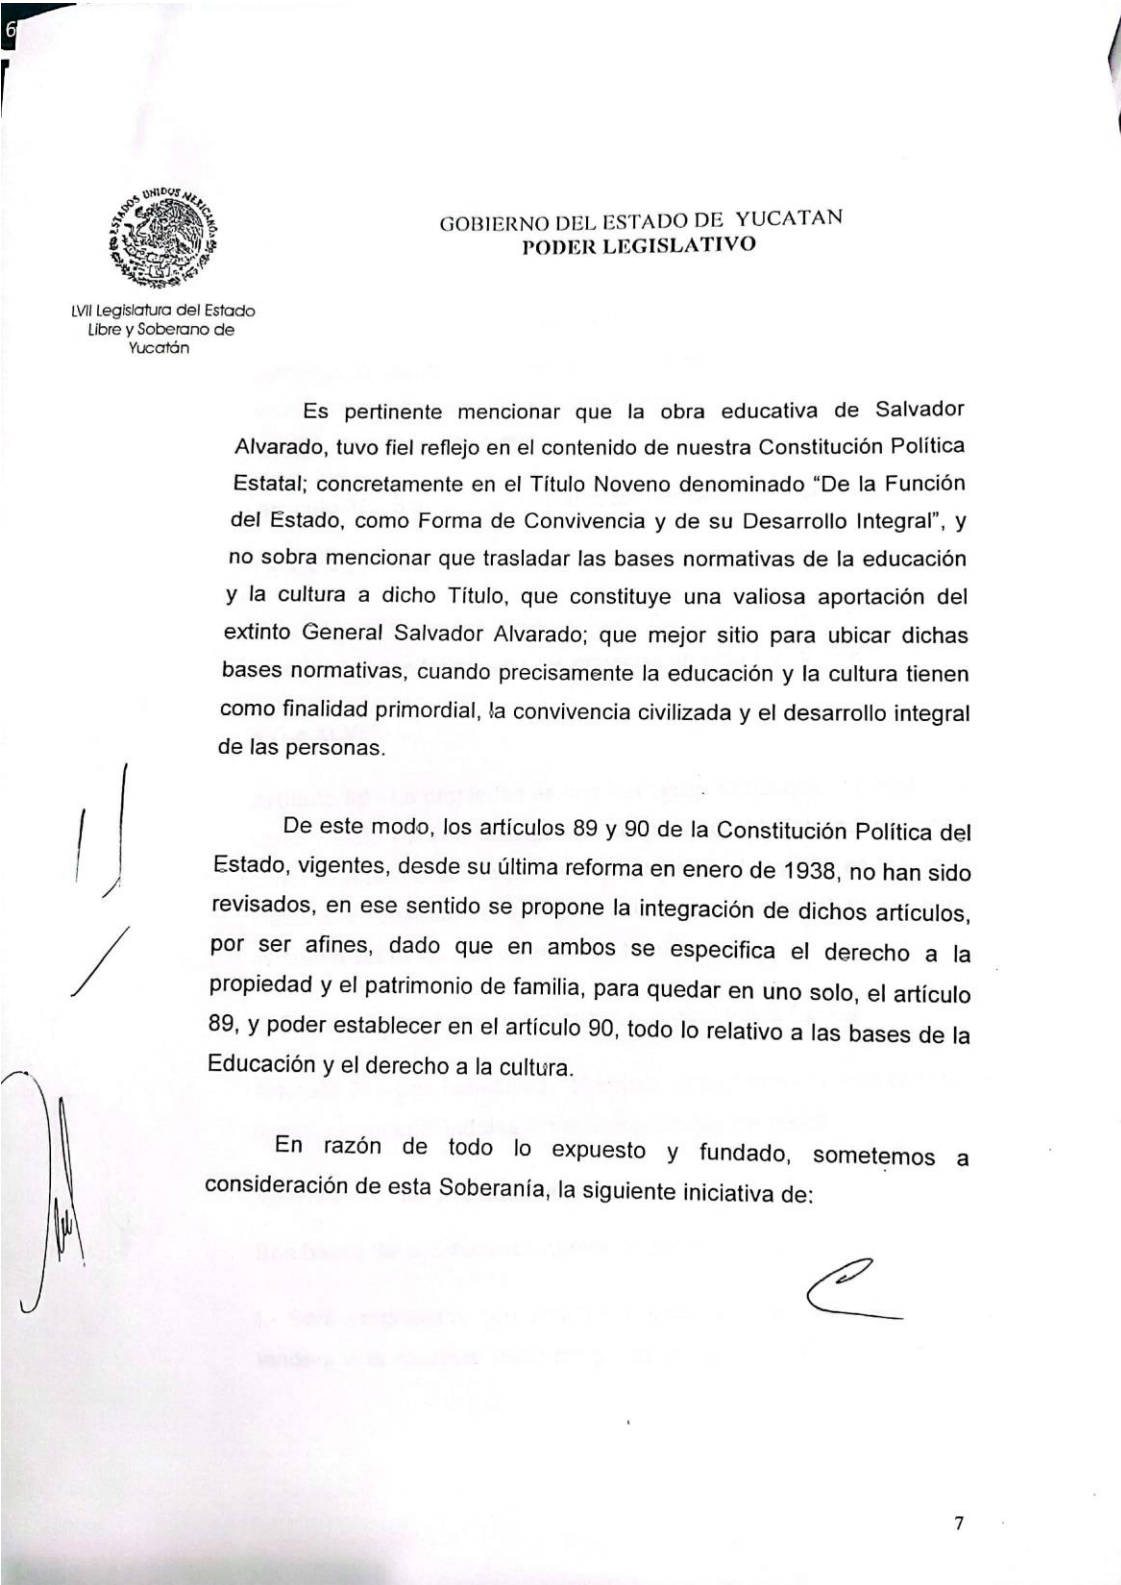 6
ESTADOS UNIDOS MEXICANOS
GOBIERNO DEL ESTADO DE YUCATAN
PODER LEGISLATIVO
LVII Legislatura del Estado
Libre y Soberano de
Yucatán
Es pertinente mencionar que la obra educativa de Salvador
Alvarado, tuvo fiel reflejo en el contenido de nuestra Constitución Política
Estatal; concretamente en el Título Noveno denominado “De la Función
del Estado, como Forma de Convivencia y de su Desarrollo Integral”, y
no sobra mencionar que trasladar las bases normativas de la educación
y la cultura a dicho Título, que constituye una valiosa aportación del
extinto General Salvador Alvarado; que mejor sitio para ubicar dichas
bases normativas, cuando precisamente la educación y la cultura tienen
como finalidad primordial, la convivencia civilizada y el desarrollo integral
de las personas.
De este modo, los artículos 89 y 90 de la Constitución Política del
Estado, vigentes, desde su última reforma en enero de 1938, no han sido
revisados, en ese sentido se propone la integración de dichos artículos,
por ser afines, dado que en ambos se especifica el derecho a la
propiedad y el patrimonio de familia, para quedar en uno solo, el artículo
89, y poder establecer en el artículo 90, todo lo relativo a las bases de la
Educación y el derecho a la cultura.
En razón de todo lo expuesto y fundado, sometemos a
consideración de esta Soberanía, la siguiente iniciativa de:
7